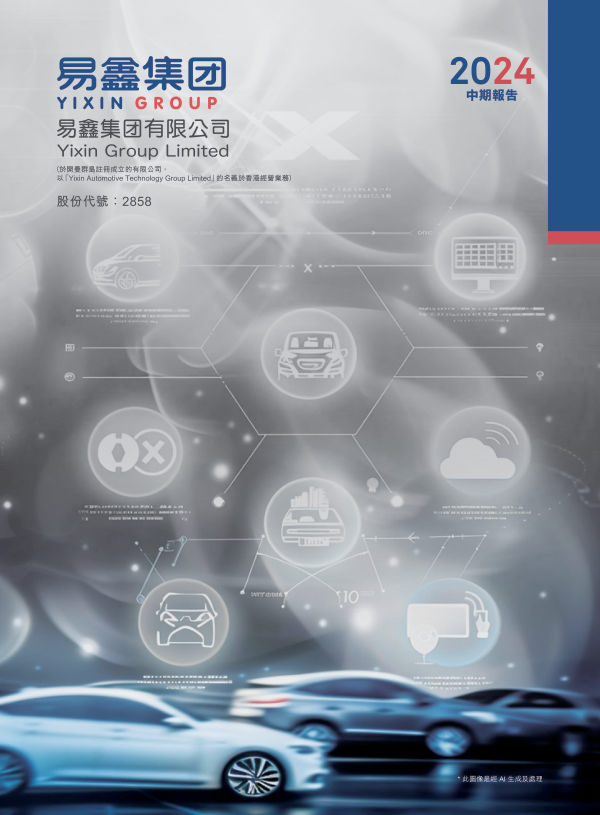 易鑫集团
YIXIN GROUP
易鑫集团有限公司
Yixin Group Limited
(於開曼群島註冊成立的有限公司，
以「Yixin Automotive Technology Group Limited」的名義於香港經營業務)
股份代號：2858
2024
中期報告
* 此圖像是經 AI 生成及處理